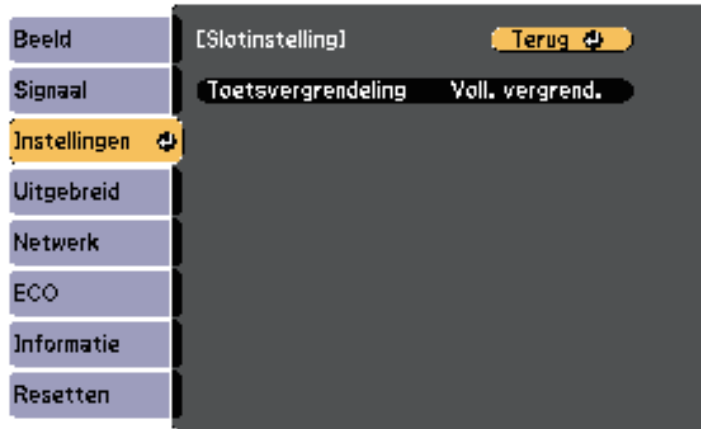 Beeld
Signaal
Instellingen
Uitgebreid
Netwerk
ECO
Informatie
Resetten
[Slotinstelling]
Terug
Toetsvergrendeling Voll. vergrend.